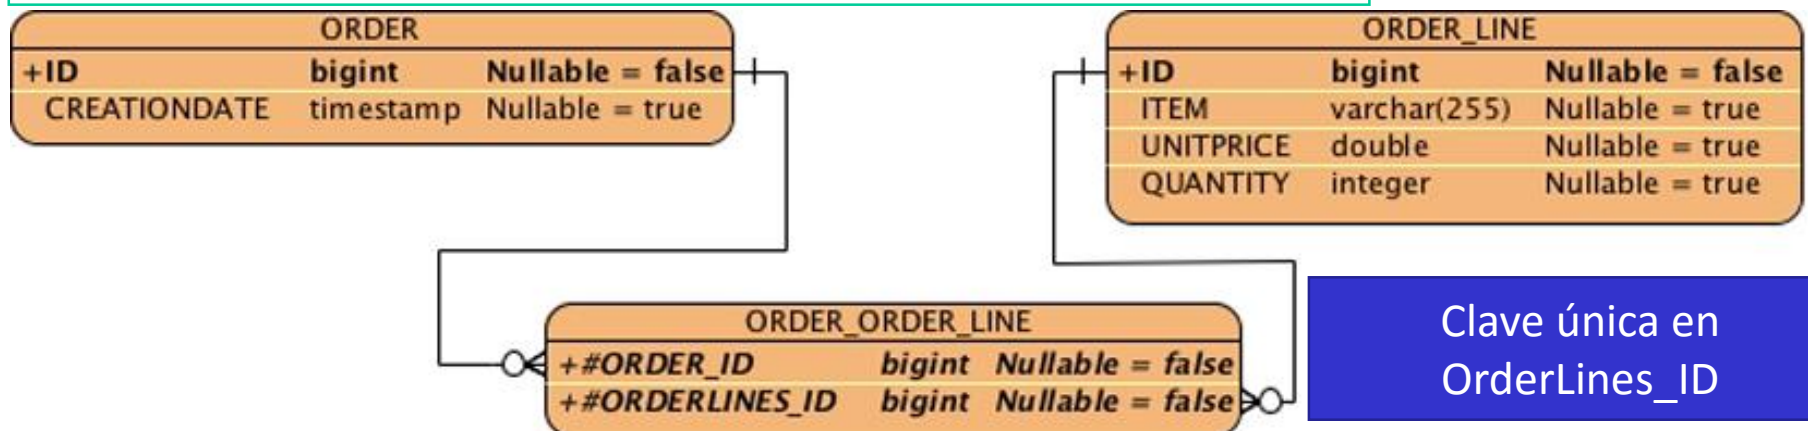 ORDER
+ID bigint Nullable = false
CREATIONDATE timestamp Nullable = true
ORDER_LINE
+ID bigint Nullable = false
ITEM varchar(255) Nullable = true
UNITPRICE double Nullable = true
QUANTITY integer Nullable = true
ORDER_ORDER_LINE
+#ORDER_ID bigint Nullable = false
+#ORDERLINES_ID bigint Nullable = false
Clave única en
OrderLines_ID